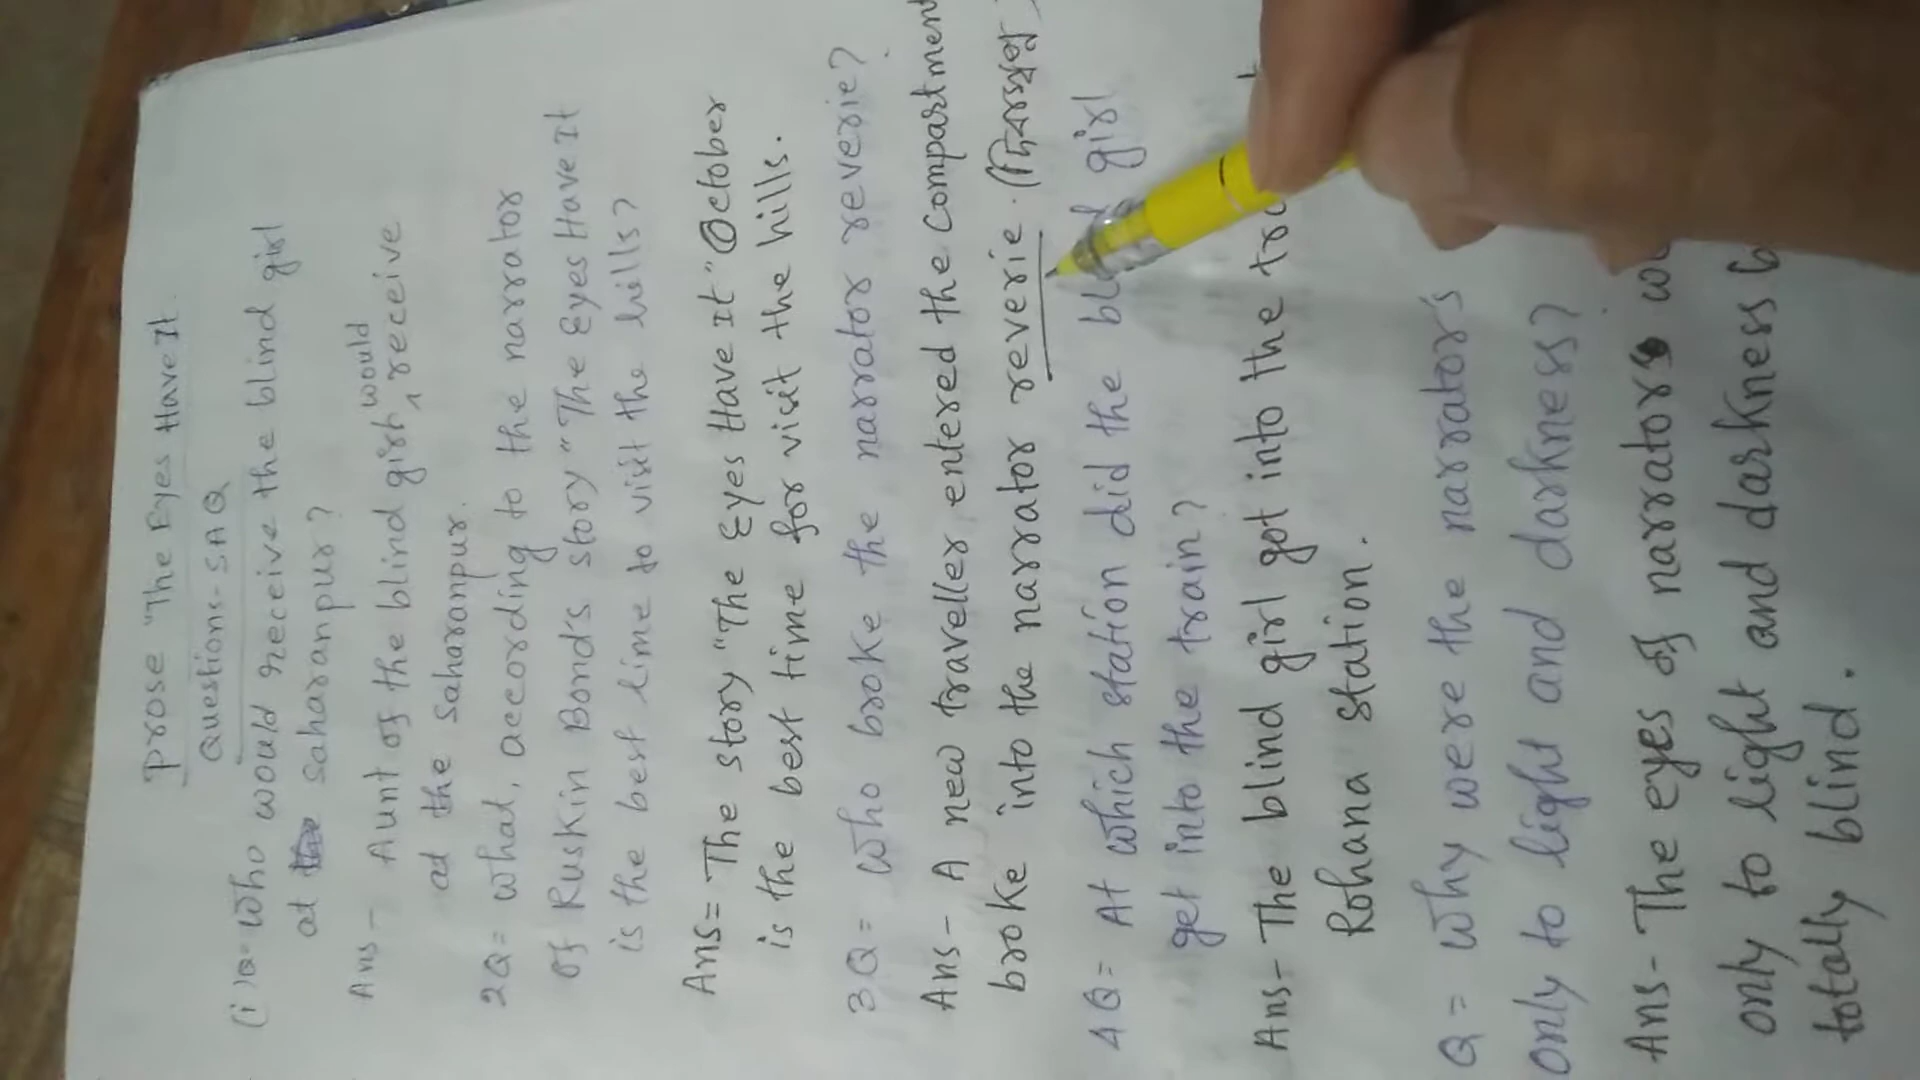 Prose "The Eyes Have It
Questions-SAQ
(i)Q=Who would receive the blind girl
at saharanpur?
would
Ans- Aunt of the blind girl receive
at the Saharanpur.
2Q= What, according to the narrator
of Ruskin Bond's story "The Eyes Have It
is the best time to visit the hills?
Ans= The story "The Eyes Have It" October
is the best time for visit the hills.
3Q= Who broke the narrator reverie?
Ans- A new traveller entered the compartment
broke into the narrator reverie.
4Q= At which station did the girl
get into the train?
Ans- The blind girl got into the
Rohana station.
Q= Why were the narrator's
only to light and darkness?
Ans- The eyes of narrators
only to light and darkness
totally blind.